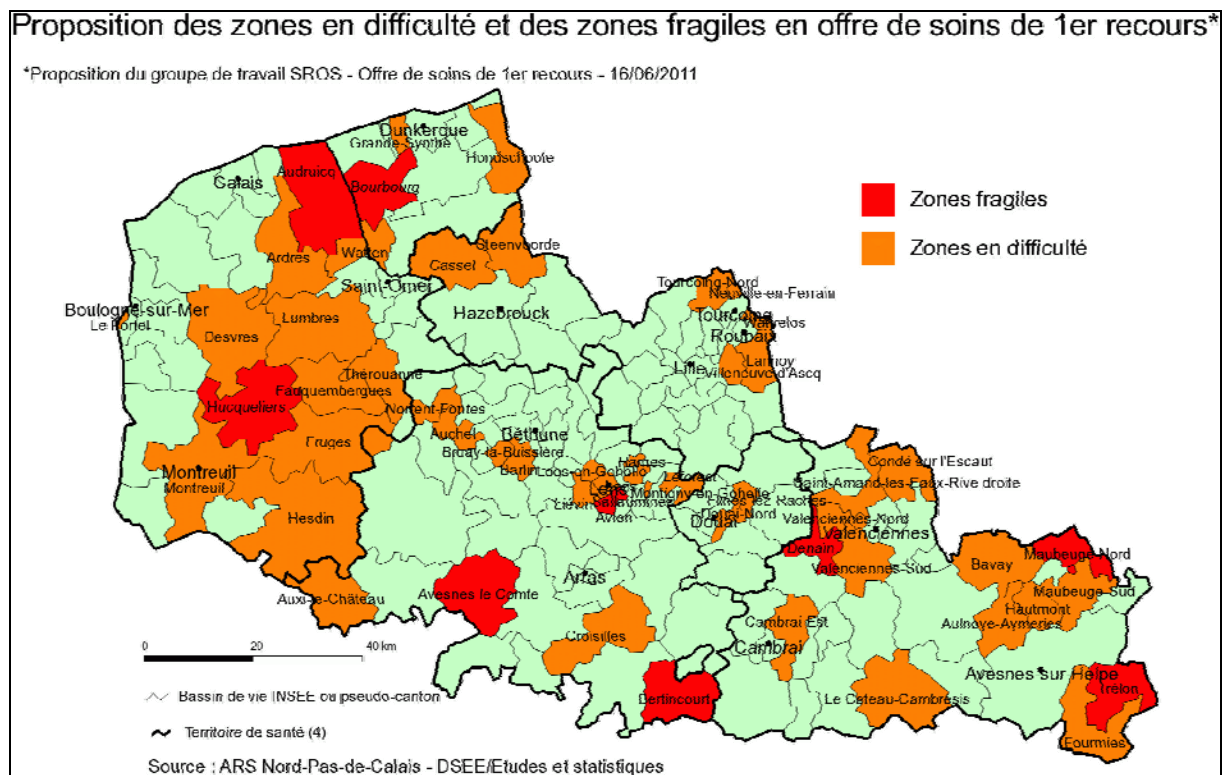 Proposition des zones en difficulté et des zones fragiles en offre de soins de 1er recours*
*Proposition du groupe de travail SROS - Offre de soins de 1er recours - 16/06/2011
Dunkerque
Grande-Synthe
Hondschoote
Audruicq
Calais
Bourbourg
Zones fragiles
Zones en difficulté
Watten
Steenvoorde
Ardres
Cassel
Saint-Omer
Tourcoing-Nord
Neuville-en-Ferrain
Boulogne-sur-Mer
Le Portel
Lumbres
Hazebrouck
Tourcoing
Desvres
Roubaix
Lannoy
Lille
Villeneuve-d'Ascq
Thérouanne
Fauquembergues
Hucqueliers
Norrent-Fontes
Auchel
Béthune
Fruges
Bruay-la-Buissière
Barlin
Loos-en-Gohelle
Harnes
Condé sur l'Escaut
Montreuil
Montreuil
Lens
Leforest
Saint-Amand-les-Eaux-Rive droite
Liévin
Sallaumines
Montigny-en-Gohelle
Avion
Hesdin
Douai-Nord
Douai
Valenciennes-Nord
Valenciennes
Denain
Valenciennes-Sud
Bavay
Maubeuge-Nord
Maubeuge-Sud
Auxi-le-Château
Avesnes le Comte
Arras
Hautmont
Aulnoye-Aymeries
Croisilles
Cambrai Est
Cambrai
0 20 40 km
Bertincourt
Le Cateau-Cambrésis
Avesnes sur Helpe
Trélon
Fourmies
Bassin de vie INSEE ou pseudo-canton
Territoire de santé (4)
Source : ARS Nord-Pas-de-Calais - DSEE/Etudes et statistiques